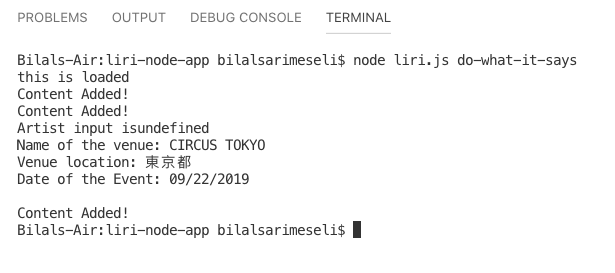 PROBLEMS OUTPUT DEBUG CONSOLE TERMINAL
Bilals-Air:liri-node-app bilalsarimeseli$ node liri.js do-what-it-says
this is loaded
Content Added!
Content Added!
Artist input isundefined
Name of the venue: CIRCUS TOKYO
Venue location: 東京都
Date of the Event: 09/22/2019
Content Added!
Bilals-Air:liri-node-app bilalsarimeseli$